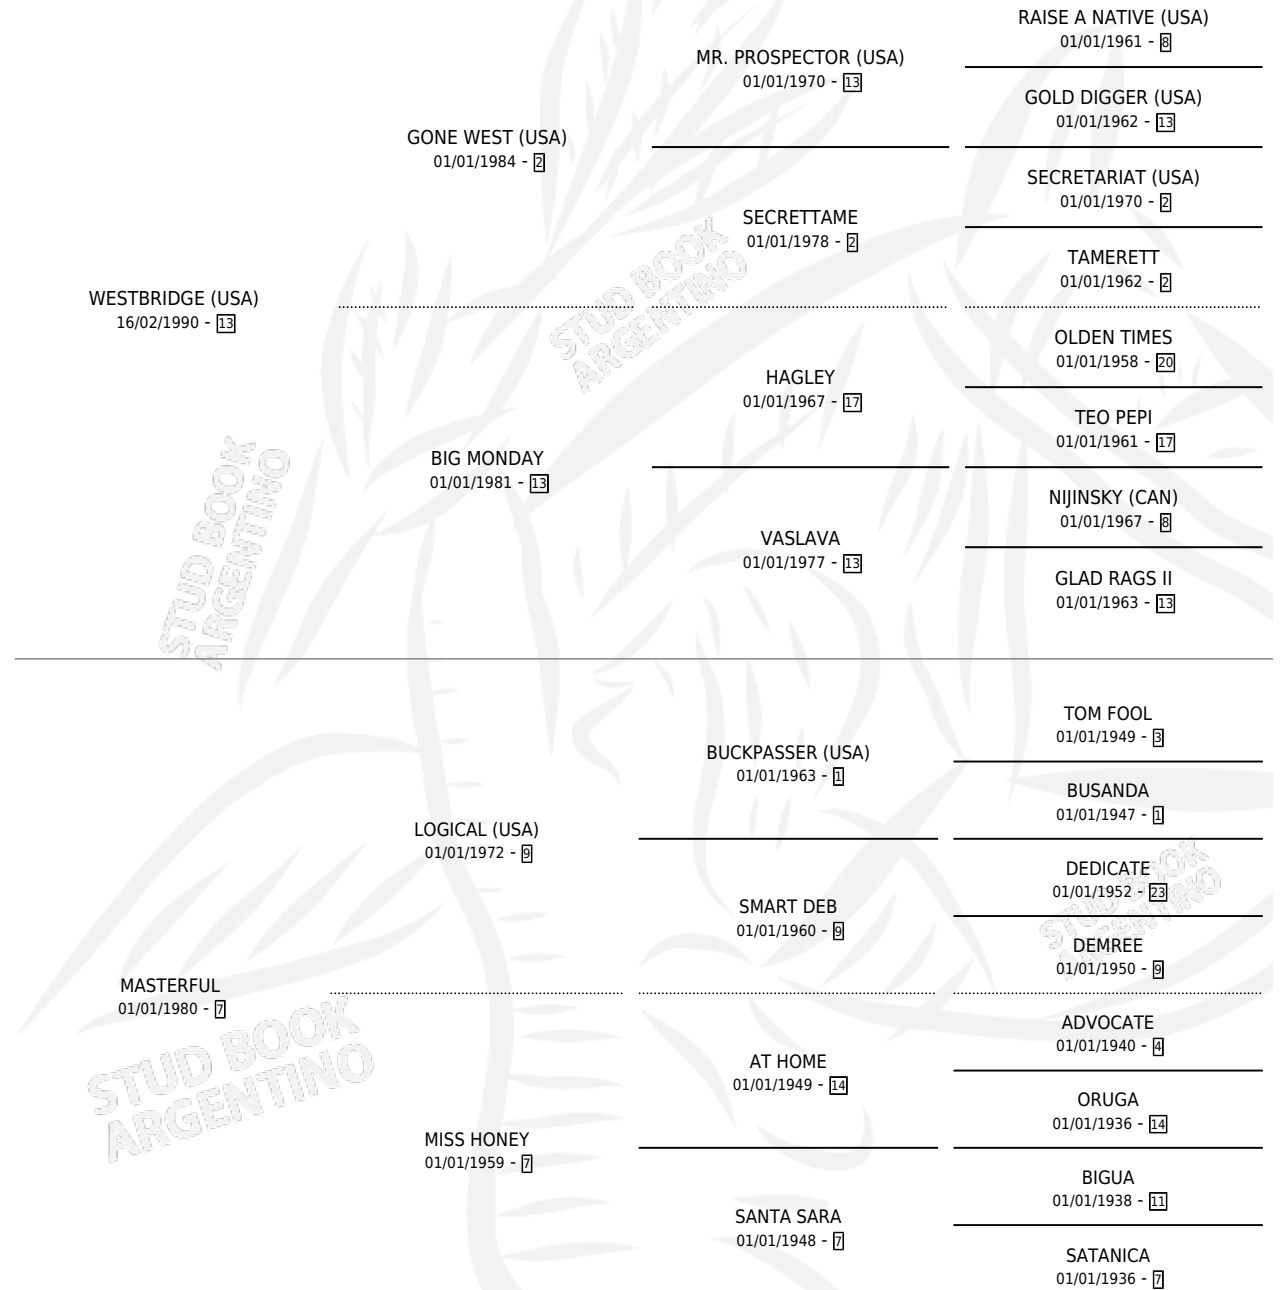 RAISE A NATIVE (USA)
01/01/1961 - 8
MR. PROSPECTOR (USA)
01/01/1970 - 13
GOLD DIGGER (USA)
01/01/1962 - 13
GONE WEST (USA)
01/01/1984 - 2
SECRETARIAT (USA)
01/01/1970 - 2
SECRETTAME
01/01/1978 - 2
TAMERETT
01/01/1962 - 2
WESTBRIDGE (USA)
16/02/1990 - 13
OLDEN TIMES
01/01/1958 - 20
HAGLEY
01/01/1967 - 17
TEO PEPI
01/01/1961 - 17
BIG MONDAY
01/01/1981 - 13
NIJINSKY (CAN)
01/01/1967 - 8
VASLAVA
01/01/1977 - 13
GLAD RAGS II
01/01/1963 - 13
TOM FOOL
01/01/1949 - 3
BUCKPASSER (USA)
01/01/1963 - 1
BUSANDA
01/01/1947 - 1
LOGICAL (USA)
01/01/1972 - 9
DEDICATE
01/01/1952 - 23
SMART DEB
01/01/1960 - 9
DEMREE
01/01/1950 - 9
MASTERFUL
01/01/1980 - 7
ADVOCATE
01/01/1940 - 4
AT HOME
01/01/1949 - 14
ORUGA
01/01/1936 - 14
MISS HONEY
01/01/1959 - 7
BIGUA
01/01/1938 - 11
SANTA SARA
01/01/1948 - 7
SATANICA
01/01/1936 - 7
STUD BOOK
ARGENTINO
STUD BOOK
ARGENTINO
STUD BOOK
ARGENTINO
STUD BOOK
ARGENTINO